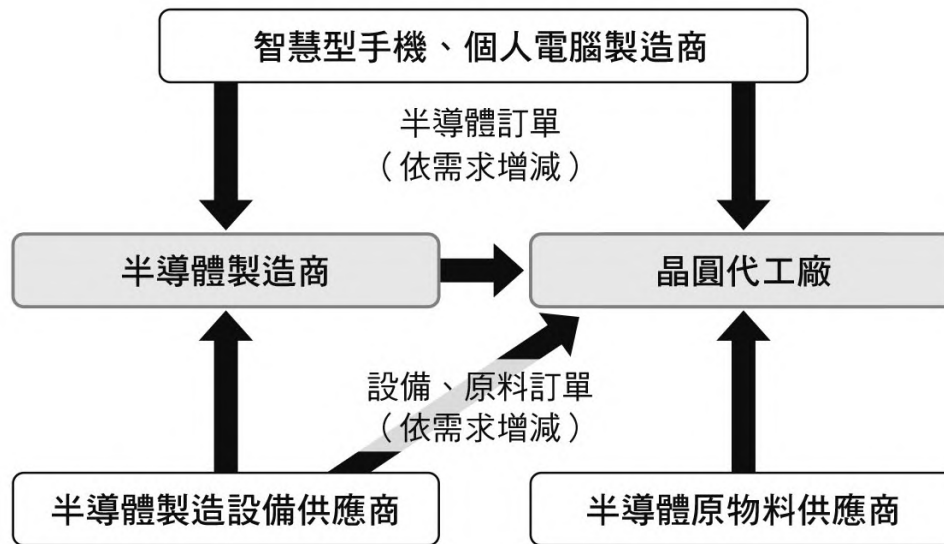 智慧型手機、個人電腦製造商
半導體訂單
（依需求增減）
半導體製造商
晶圓代工廠
設備、原料訂單
（依需求增減）
半導體製造設備供應商
半導體原物料供應商